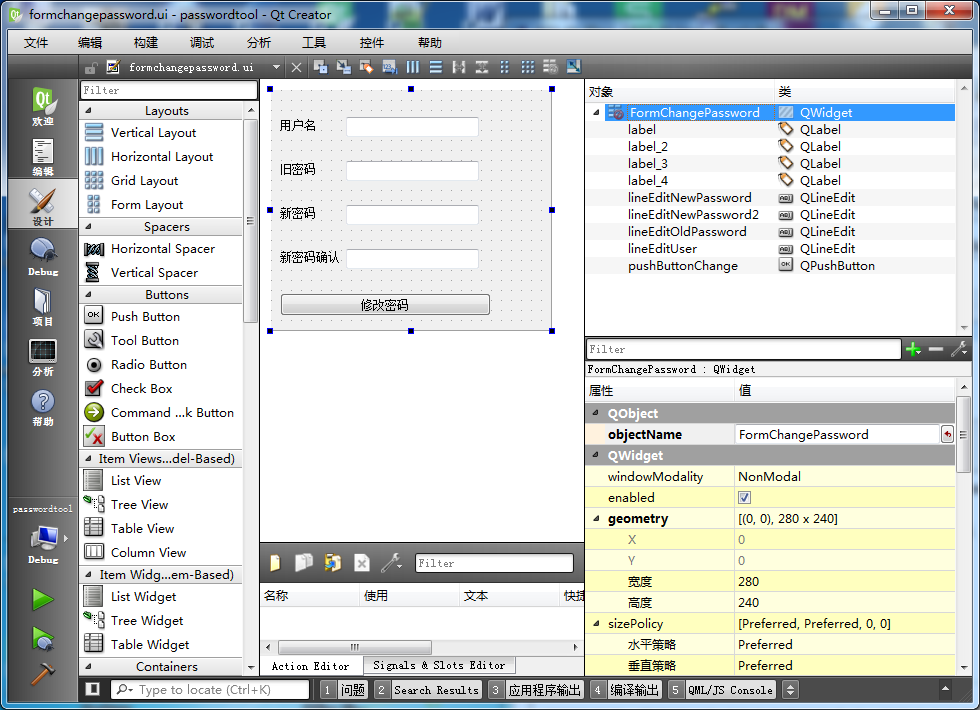 formchangepassword.ui - passwordtool - Qt Creator
文件 编辑 构建 调试 分析 工具 控件 帮助
formchangepassword.ui
欢迎
编辑
设计
Debug
项目
分析
帮助
passwordtool
Debug
Filter
Layouts
Vertical Layout
Horizontal Layout
Grid Layout
Form Layout
Spacers
Horizontal Spacer
Vertical Spacer
Buttons
Push Button
Tool Button
Radio Button
Check Box
Command ...k Button
Button Box
Item Views...del-Based)
List View
Tree View
Table View
Column View
Item Widg...em-Based)
List Widget
Tree Widget
Table Widget
Containers
用户名
旧密码
新密码
新密码确认
修改密码
Filter
名称 使用 文本 快捷
Action Editor Signals & Slots Editor
对象 类
FormChangePassword QWidget
label QLabel
label_2 QLabel
label_3 QLabel
label_4 QLabel
lineEditNewPassword QLineEdit
lineEditNewPassword2 QLineEdit
lineEditOldPassword QLineEdit
lineEditUser QLineEdit
pushButtonChange QPushButton
Filter
FormChangePassword : QWidget
属性 值
QObject
objectName FormChangePassword
QWidget
windowModality NonModal
enabled
geometry [(0, 0), 280 x 240]
X 0
Y 0
宽度 280
高度 240
sizePolicy [Preferred, Preferred, 0, 0]
水平策略 Preferred
垂直策略 Preferred
Type to locate (Ctrl+K) 1 问题 2 Search Results 3 应用程序输出 4 编译输出 5 QML/JS Console